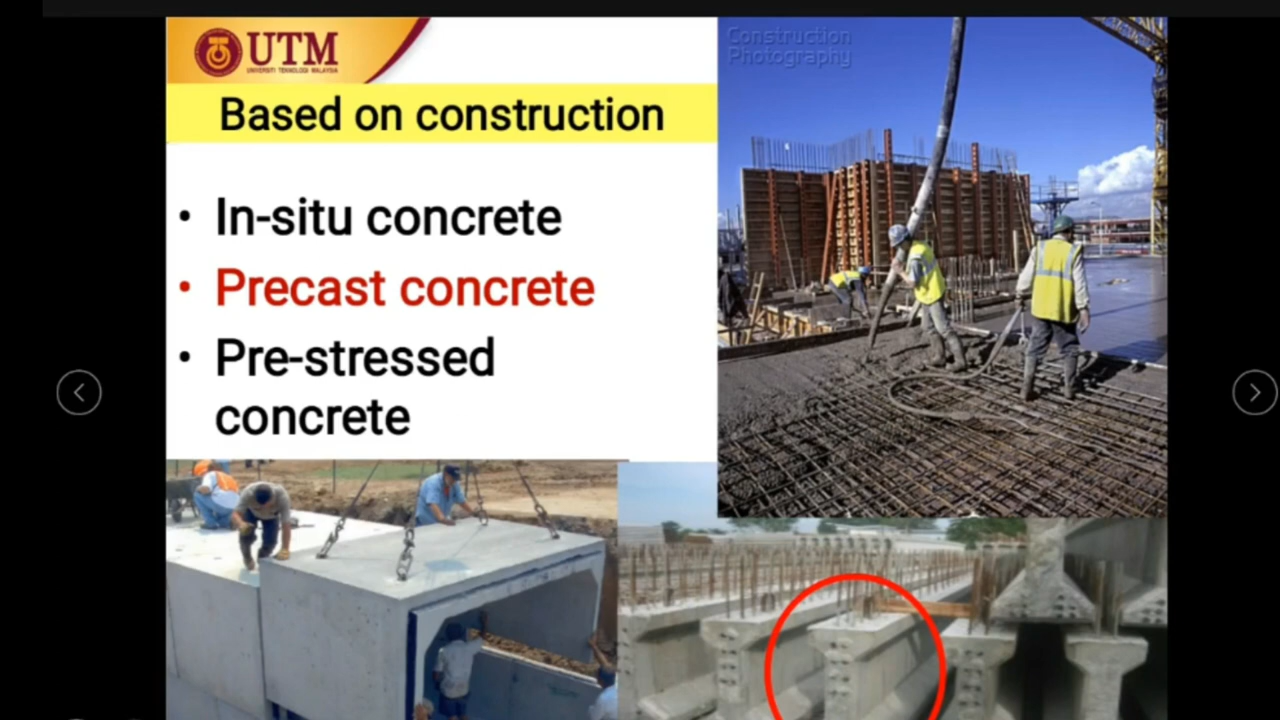 UTM
UNIVERSITI TEKNOLOGI MALAYSIA
Based on construction
• In-situ concrete
• Precast concrete
• Pre-stressed
concrete
Construction
Photography